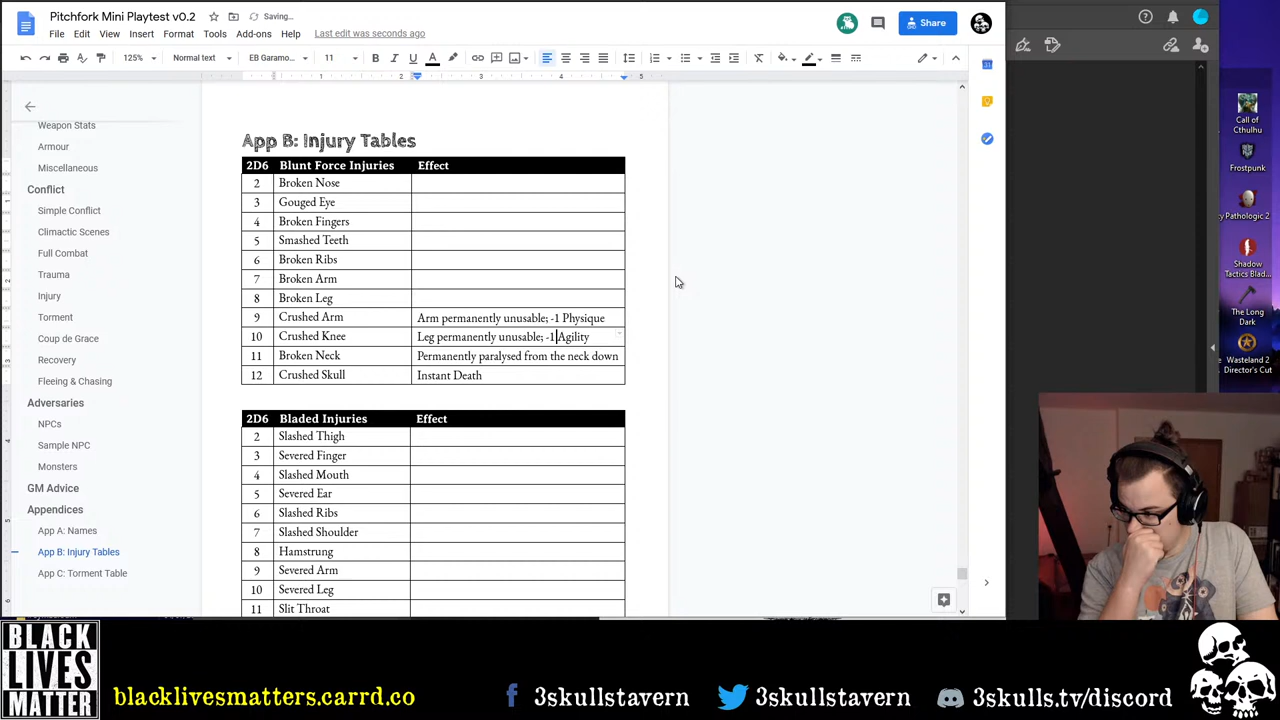 Pitchfork Mini Playtest v0.2
Saving...
File Edit View Insert Format Tools Add-ons Help
Last edit was seconds ago
Share
125% Normal text EB Garamo... 11
B I U A
1 2 3 4 5
Weapon Stats
Armour
Miscellaneous
Conflict
Simple Conflict
Climactic Scenes
Full Combat
Trauma
Injury
Torment
Coup de Grace
Recovery
Fleeing & Chasing
Adversaries
NPCs
Sample NPC
Monsters
GM Advice
Appendices
App A: Names
App B: Injury Tables
App C: Torment Table
App B: Injury Tables
2D6 Blunt Force Injuries Effect
2 Broken Nose
3 Gouged Eye
4 Broken Fingers
5 Smashed Teeth
6 Broken Ribs
7 Broken Arm
8 Broken Leg
9 Crushed Arm Arm permanently unusable; -1 Physique
10 Crushed Knee Leg permanently unusable; -1 Agility
11 Broken Neck Permanently paralysed from the neck down
12 Crushed Skull Instant Death
2D6 Bladed Injuries Effect
2 Slashed Thigh
3 Severed Finger
4 Slashed Mouth
5 Severed Ear
6 Slashed Ribs
7 Slashed Shoulder
8 Hamstrung
9 Severed Arm
10 Severed Leg
11 Slit Throat
Call of
Cthulhu
Frostpunk
Pathologic 2
Shadow
Tactics Blad...
The Long
Dark
Wasteland 2
Director's Cut
BLACK
LIVES
MATTER
blacklivesmatters.carrd.co
3skullstavern
3skullstavern
3skulls.tv/discord